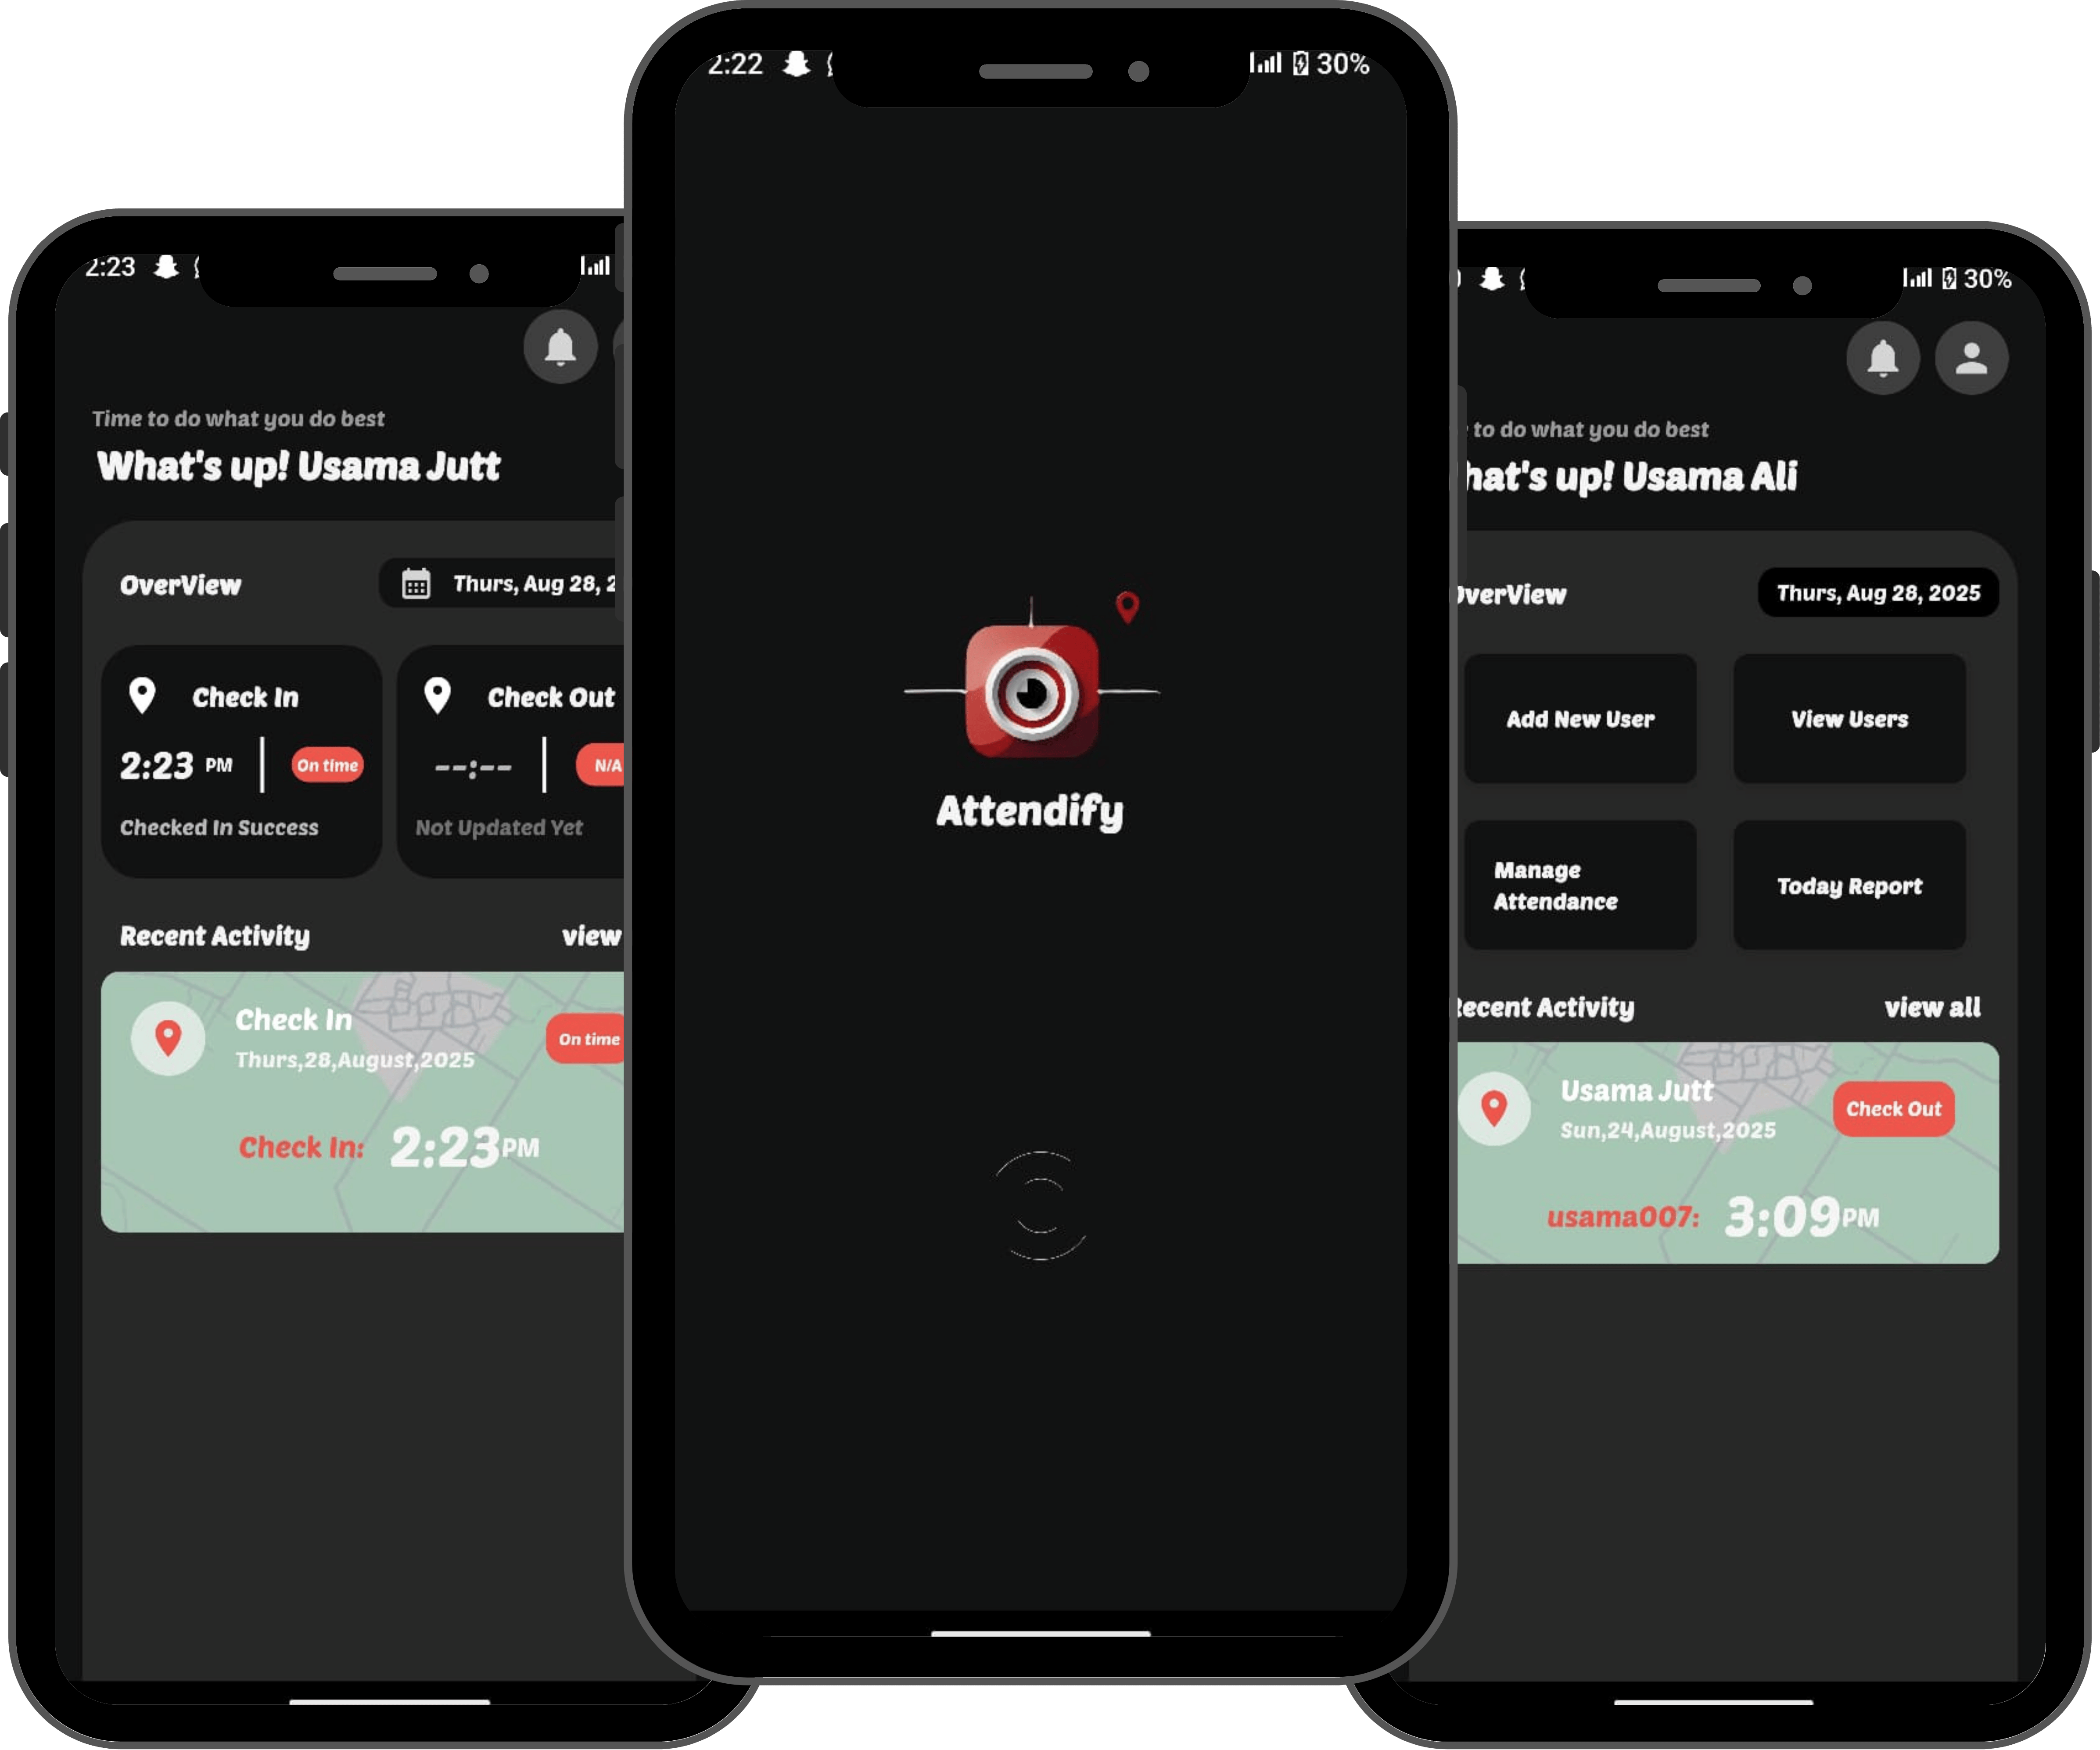 2:23
Time to do what you do best
What's up! Usama Jutt
OverView
Thurs, Aug 28, 2
Check In
Check Out
2:23 PM
On time
--:--
N/A
Checked In Success
Not Updated Yet
Recent Activity
view
Check In
On time
Thurs,28,August,2025
Check In: 2:23PM
2:22
30%
Attendify
30%
to do what you do best
hat's up! Usama Ali
OverView
Thurs, Aug 28, 2025
Add New User
View Users
Manage
Attendance
Today Report
Recent Activity
view all
Usama Jutt
Check Out
Sun,24,August,2025
usama007: 3:09PM